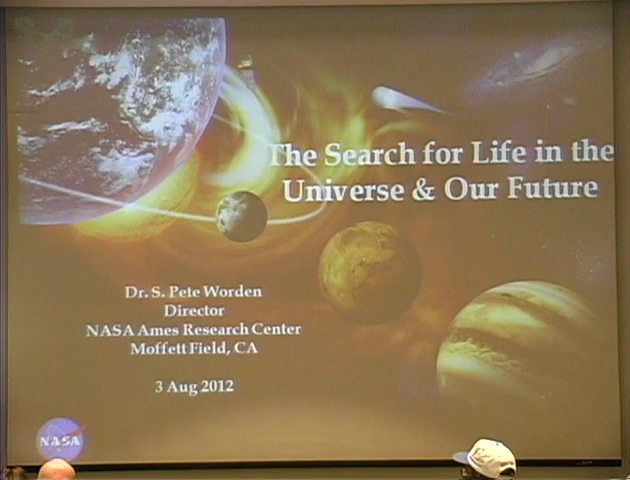 The Search for Life in the
Universe & Our Future
Dr. S. Pete Worden
Director
NASA Ames Research Center
Moffett Field, CA
3 Aug 2012
NASA